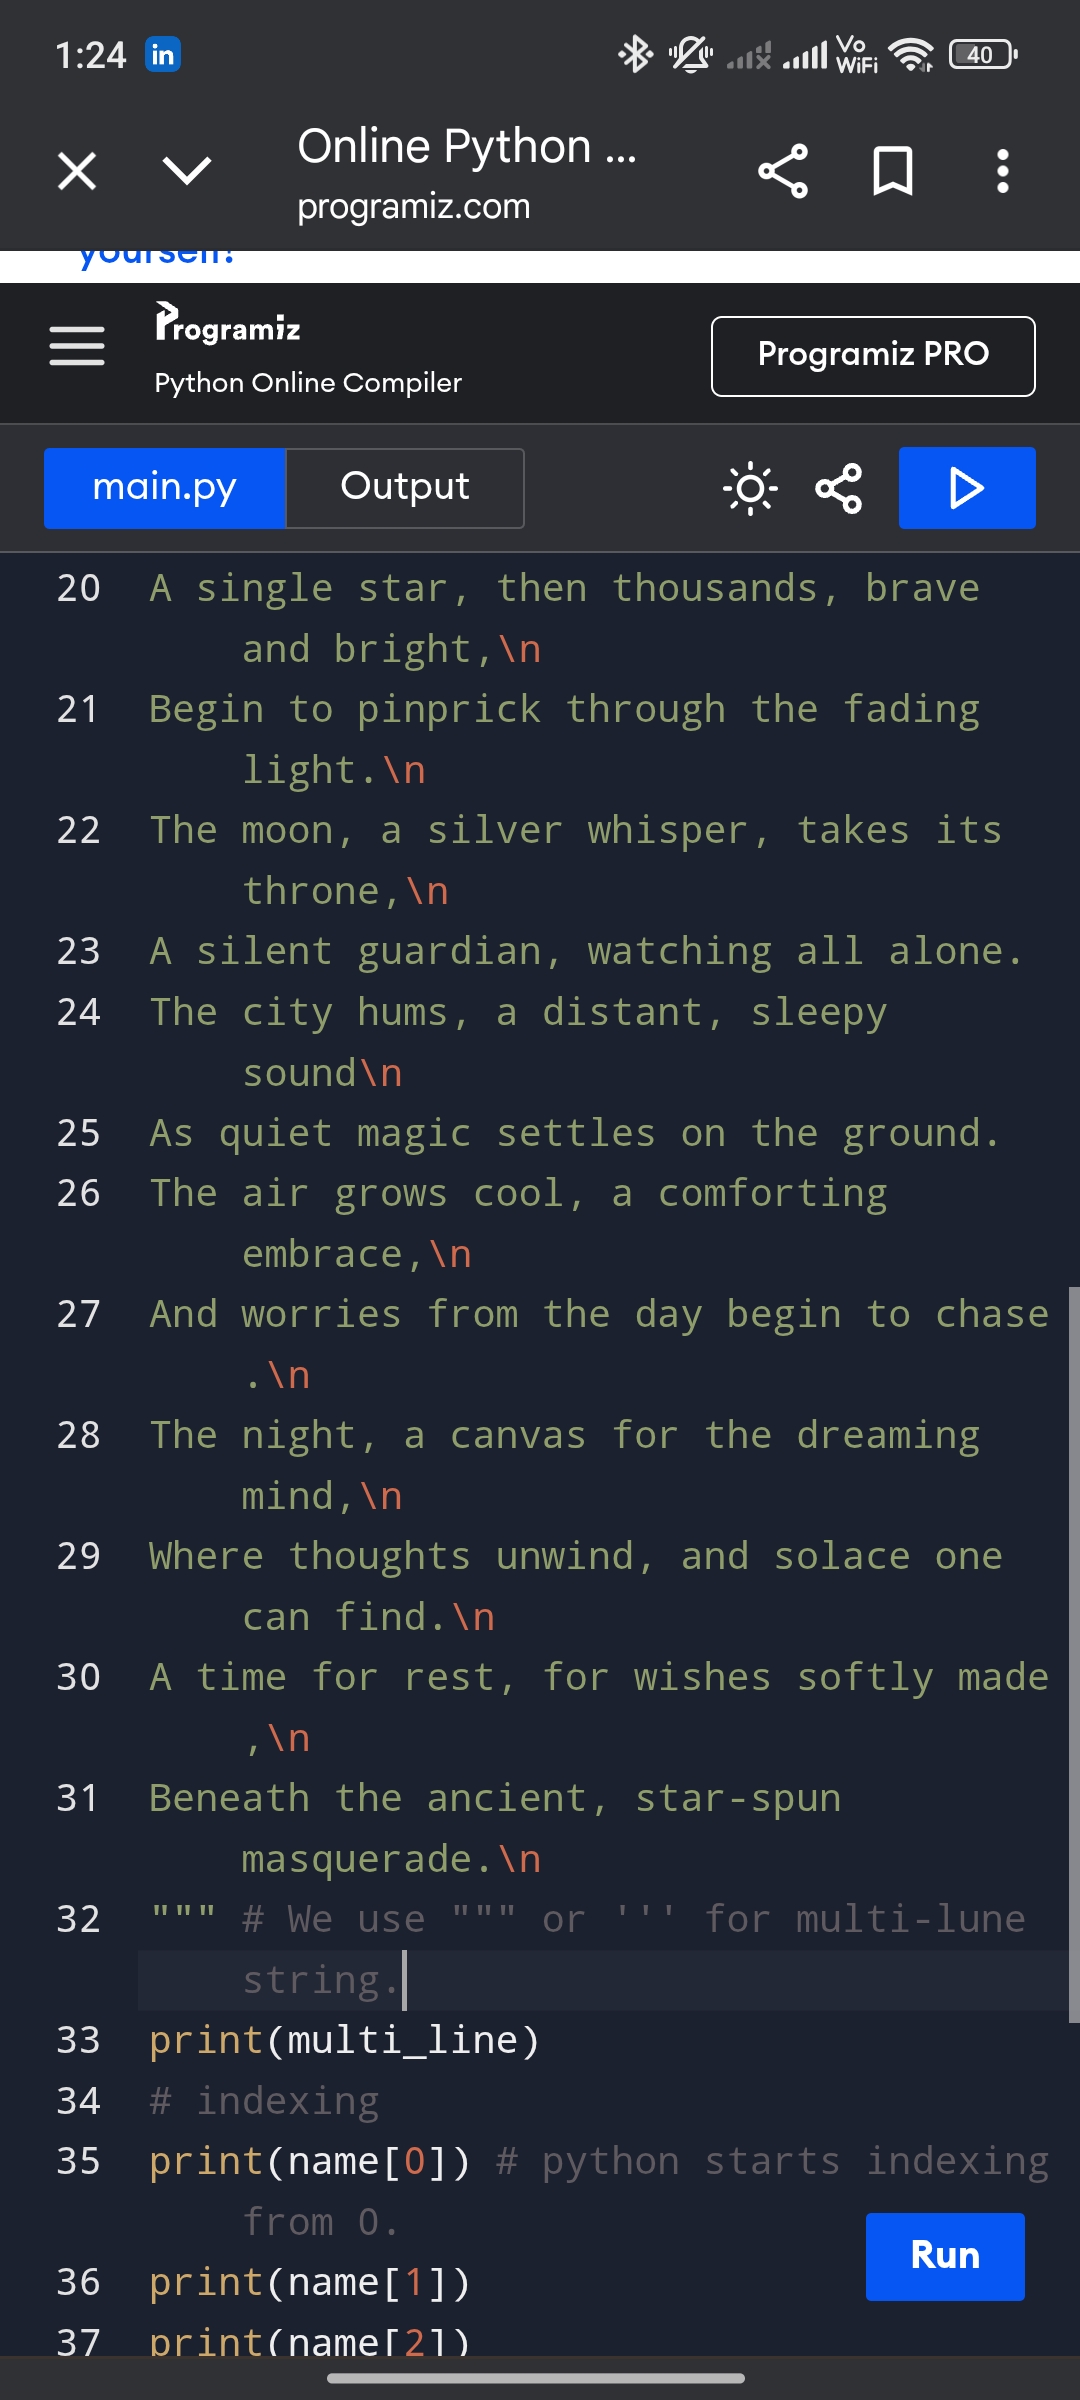 1:24 in Vo WiFi 40
Online Python ...
programiz.com
yourself!
Programiz
Python Online Compiler
Programiz PRO
main.py Output
20 A single star, then thousands, brave
and bright,\n
21 Begin to pinprick through the fading
light.\n
22 The moon, a silver whisper, takes its
throne,\n
23 A silent guardian, watching all alone.
24 The city hums, a distant, sleepy
sound\n
25 As quiet magic settles on the ground.
26 The air grows cool, a comforting
embrace,\n
27 And worries from the day begin to chase
.\n
28 The night, a canvas for the dreaming
mind,\n
29 Where thoughts unwind, and solace one
can find.\n
30 A time for rest, for wishes softly made
,\n
31 Beneath the ancient, star-spun
masquerade.\n
32 """ # We use """ or ''' for multi-lune
string.
33 print(multi_line)
34 # indexing
35 print(name[0]) # python starts indexing
from 0.
36 print(name[1])
37 print(name[2])
Run